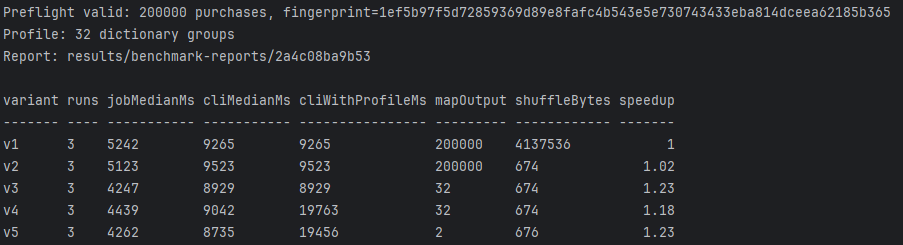 Preflight valid: 200000 purchases, fingerprint=1ef5b97f5d72859369d89e8fafc4b543e5e730743433eba814dceea62185b365
Profile: 32 dictionary groups
Report: results/benchmark-reports/2a4c08ba9b53
variant runs jobMedianMs cliMedianMs cliWithProfileMs mapOutput shuffleBytes speedup
------- ---- ----------- ----------- ---------------- --------- ------------ -------
v1      3    5242        9265        9265             200000    4137536            1
v2      3    5123        9523        9523             200000    674             1.02
v3      3    4247        8929        8929             32        674             1.23
v4      3    4439        9042        19763            32        674             1.18
v5      3    4262        8735        19456            2         676             1.23